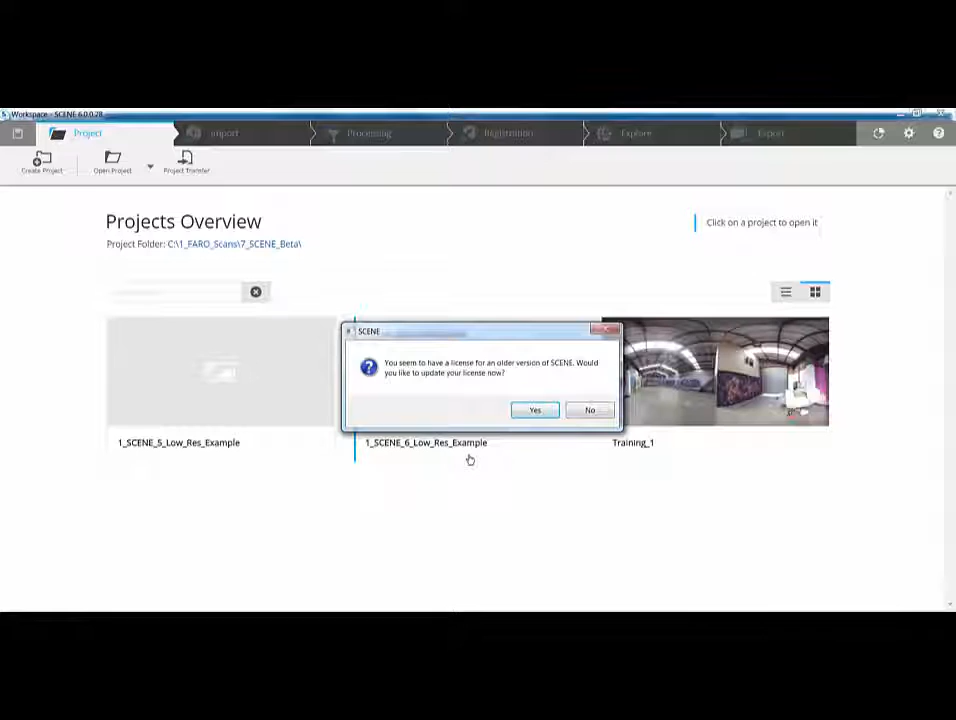 Workspace - SCENE 6.0.0.28
Project
Import
Processing
Registration
Explore
Export
Create Project
Open Project
Project Transfer
Projects Overview
Click on a project to open it
Project Folder: C:\1_FARO_Scans\7_SCENE_Beta\
SCENE
You seem to have a license for an older version of SCENE. Would
you like to update your license now?
Yes
No
1_SCENE_5_Low_Res_Example
1_SCENE_6_Low_Res_Example
Training_1